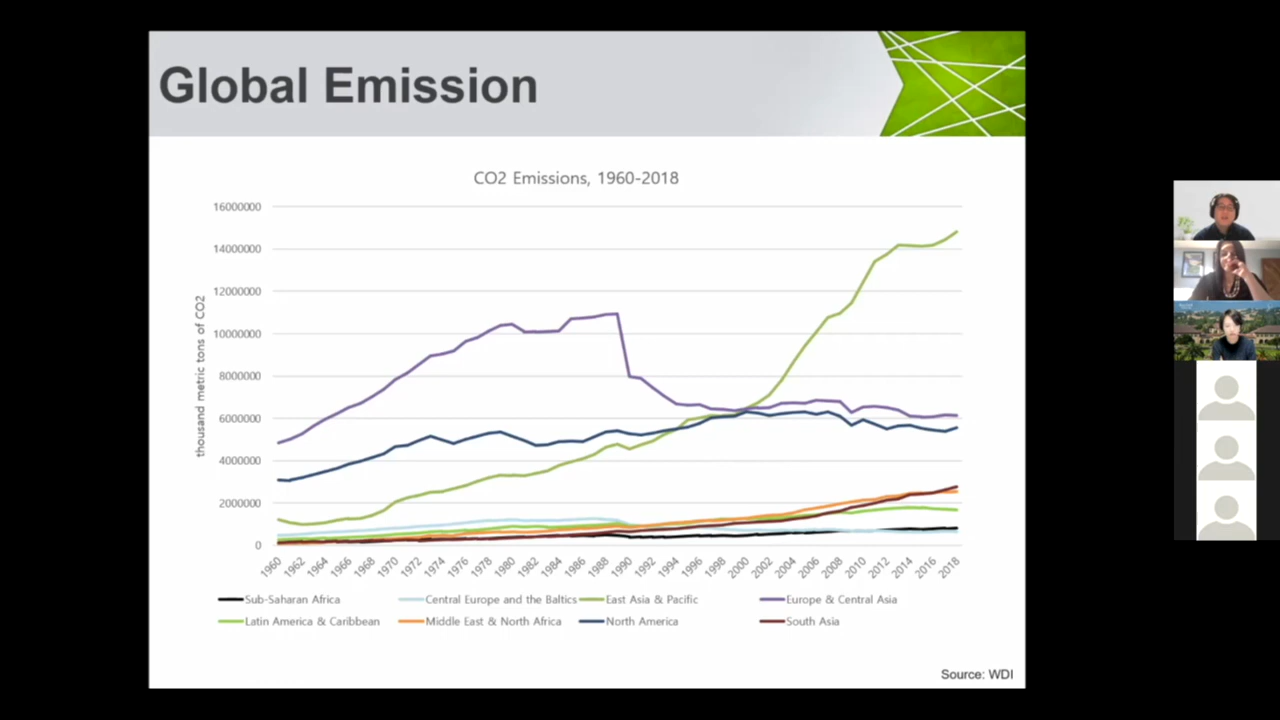 Global Emission
CO2 Emissions, 1960-2018
thousand metric tons of CO2
16000000
14000000
12000000
10000000
8000000
6000000
4000000
2000000
0
1960 1962 1964 1966 1968 1970 1972 1974 1976 1978 1980 1982 1984 1986 1988 1990 1992 1994 1996 1998 2000 2002 2004 2006 2008 2010 2012 2014 2016 2018
Sub-Saharan Africa Central Europe and the Baltics East Asia & Pacific Europe & Central Asia
Latin America & Caribbean Middle East & North Africa North America South Asia
Source: WDI